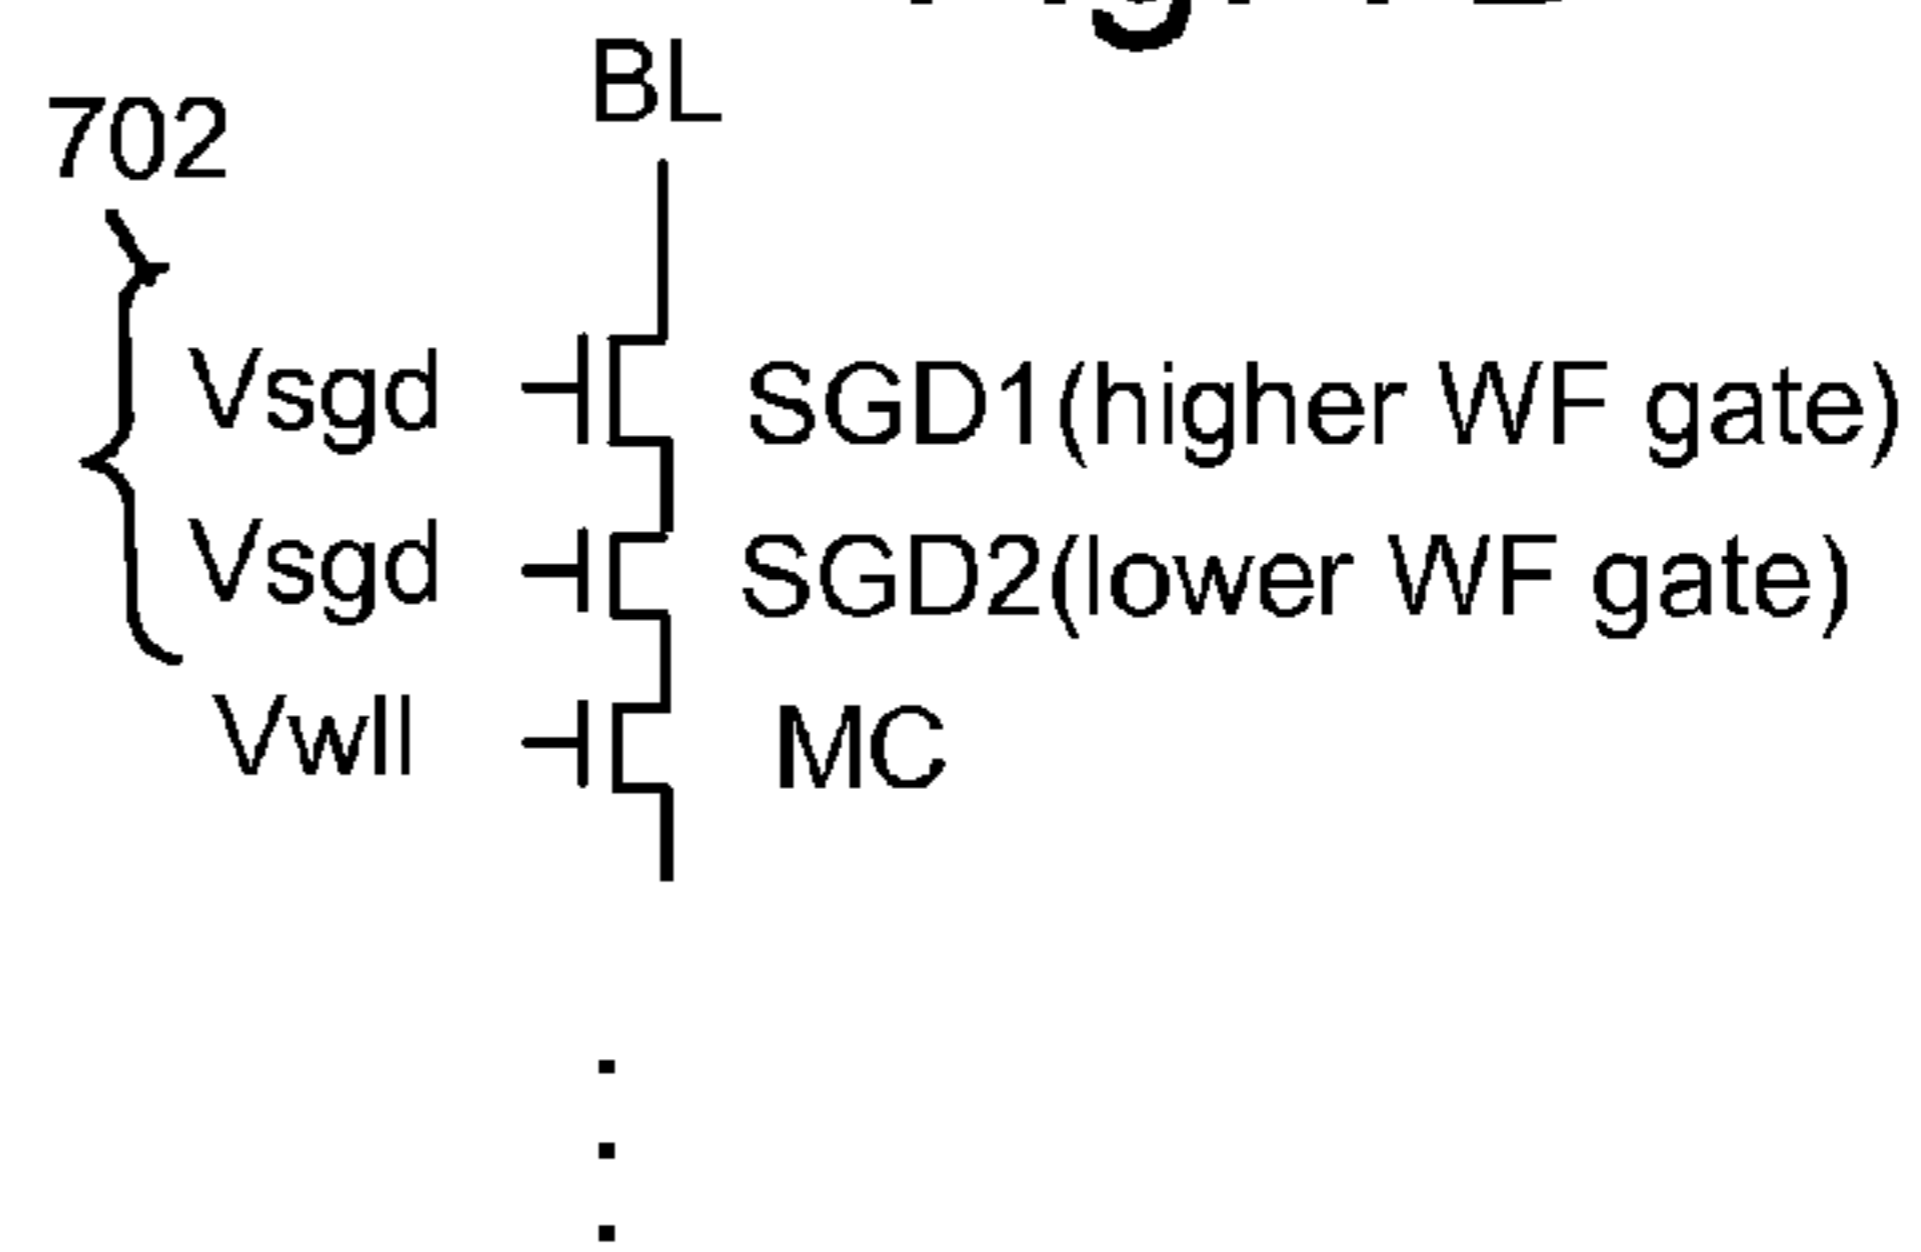 BL
702
Vsgd SGD1(higher WF gate)
Vsgd SGD2(lower WF gate)
Vwll MC